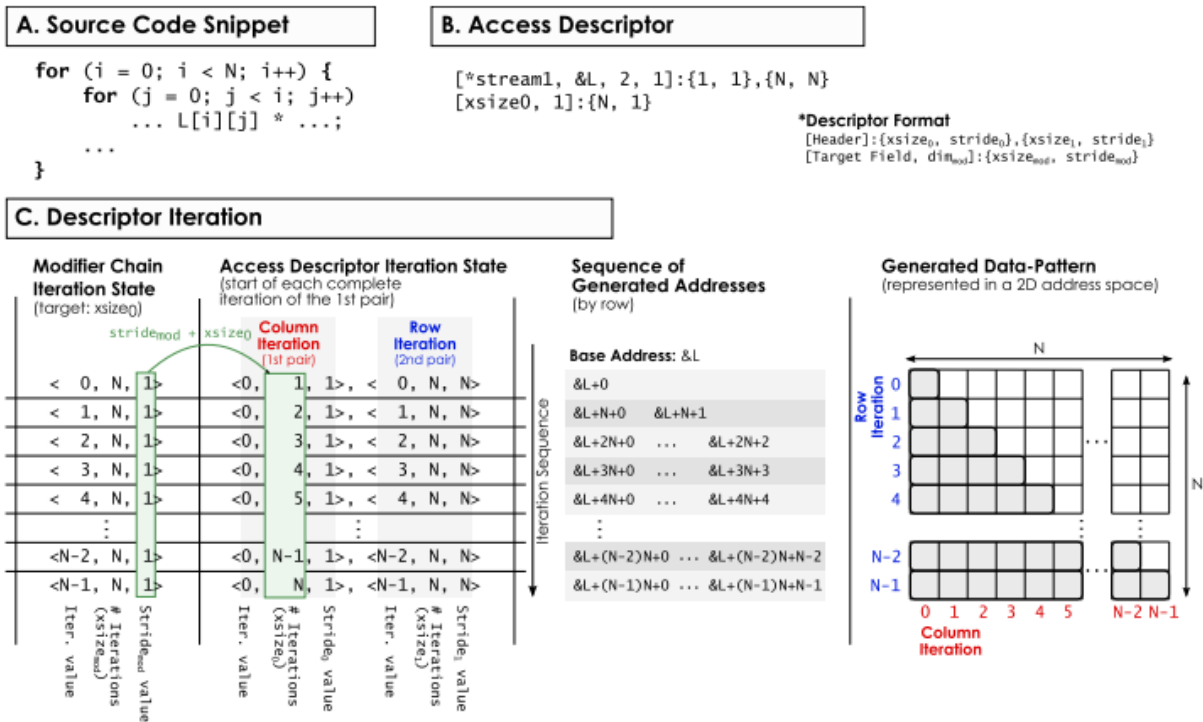 A. Source Code Snippet
for (i = 0; i < N; i++) {
for (j = 0; j < i; j++)
... L[i][j] * ...;
...
}
B. Access Descriptor
[*stream1, &L, 2, 1]:{1, 1},{N, N}
[xsize0, 1]:{N, 1}
*Descriptor Format
[Header]:{xsize₀, stride₀},{xsize₁, stride₁}
[Target Field, dim_mod]:{xsize_mod, stride_mod}
C. Descriptor Iteration
Modifier Chain
Iteration State
(target: xsize₀)
stride_mod + xsize₀
< 0, N, 1>
< 1, N, 1>
< 2, N, 1>
< 3, N, 1>
< 4, N, 1>
⋮
<N-2, N, 1>
<N-1, N, 1>
Iter. value
# Iterations
(xsize_mod)
Stride_mod value
Access Descriptor Iteration State
(start of each complete
iteration of the 1st pair)
Column
Iteration
(1st pair)
Row
Iteration
(2nd pair)
<0, 1, 1>, < 0, N, N>
<0, 2, 1>, < 1, N, N>
<0, 3, 1>, < 2, N, N>
<0, 4, 1>, < 3, N, N>
<0, 5, 1>, < 4, N, N>
⋮
<0, N-1, 1>, <N-2, N, N>
<0, N, 1>, <N-1, N, N>
Iter. value
# Iterations
(xsize₀)
Stride₀ value
Iter. value
# Iterations
(xsize₁)
Stride₁ value
Iteration Sequence
Sequence of
Generated Addresses
(by row)
Base Address: &L
&L+0
&L+N+0 &L+N+1
&L+2N+0 ... &L+2N+2
&L+3N+0 ... &L+3N+3
&L+4N+0 ... &L+4N+4
⋮
&L+(N-2)N+0 ... &L+(N-2)N+N-2
&L+(N-1)N+0 ... &L+(N-1)N+N-1
Generated Data-Pattern
(represented in a 2D address space)
N
Row
Iteration
0
1
2
3
4
N-2
N-1
...
N
0 1 2 3 4 5 N-2 N-1
Column
Iteration